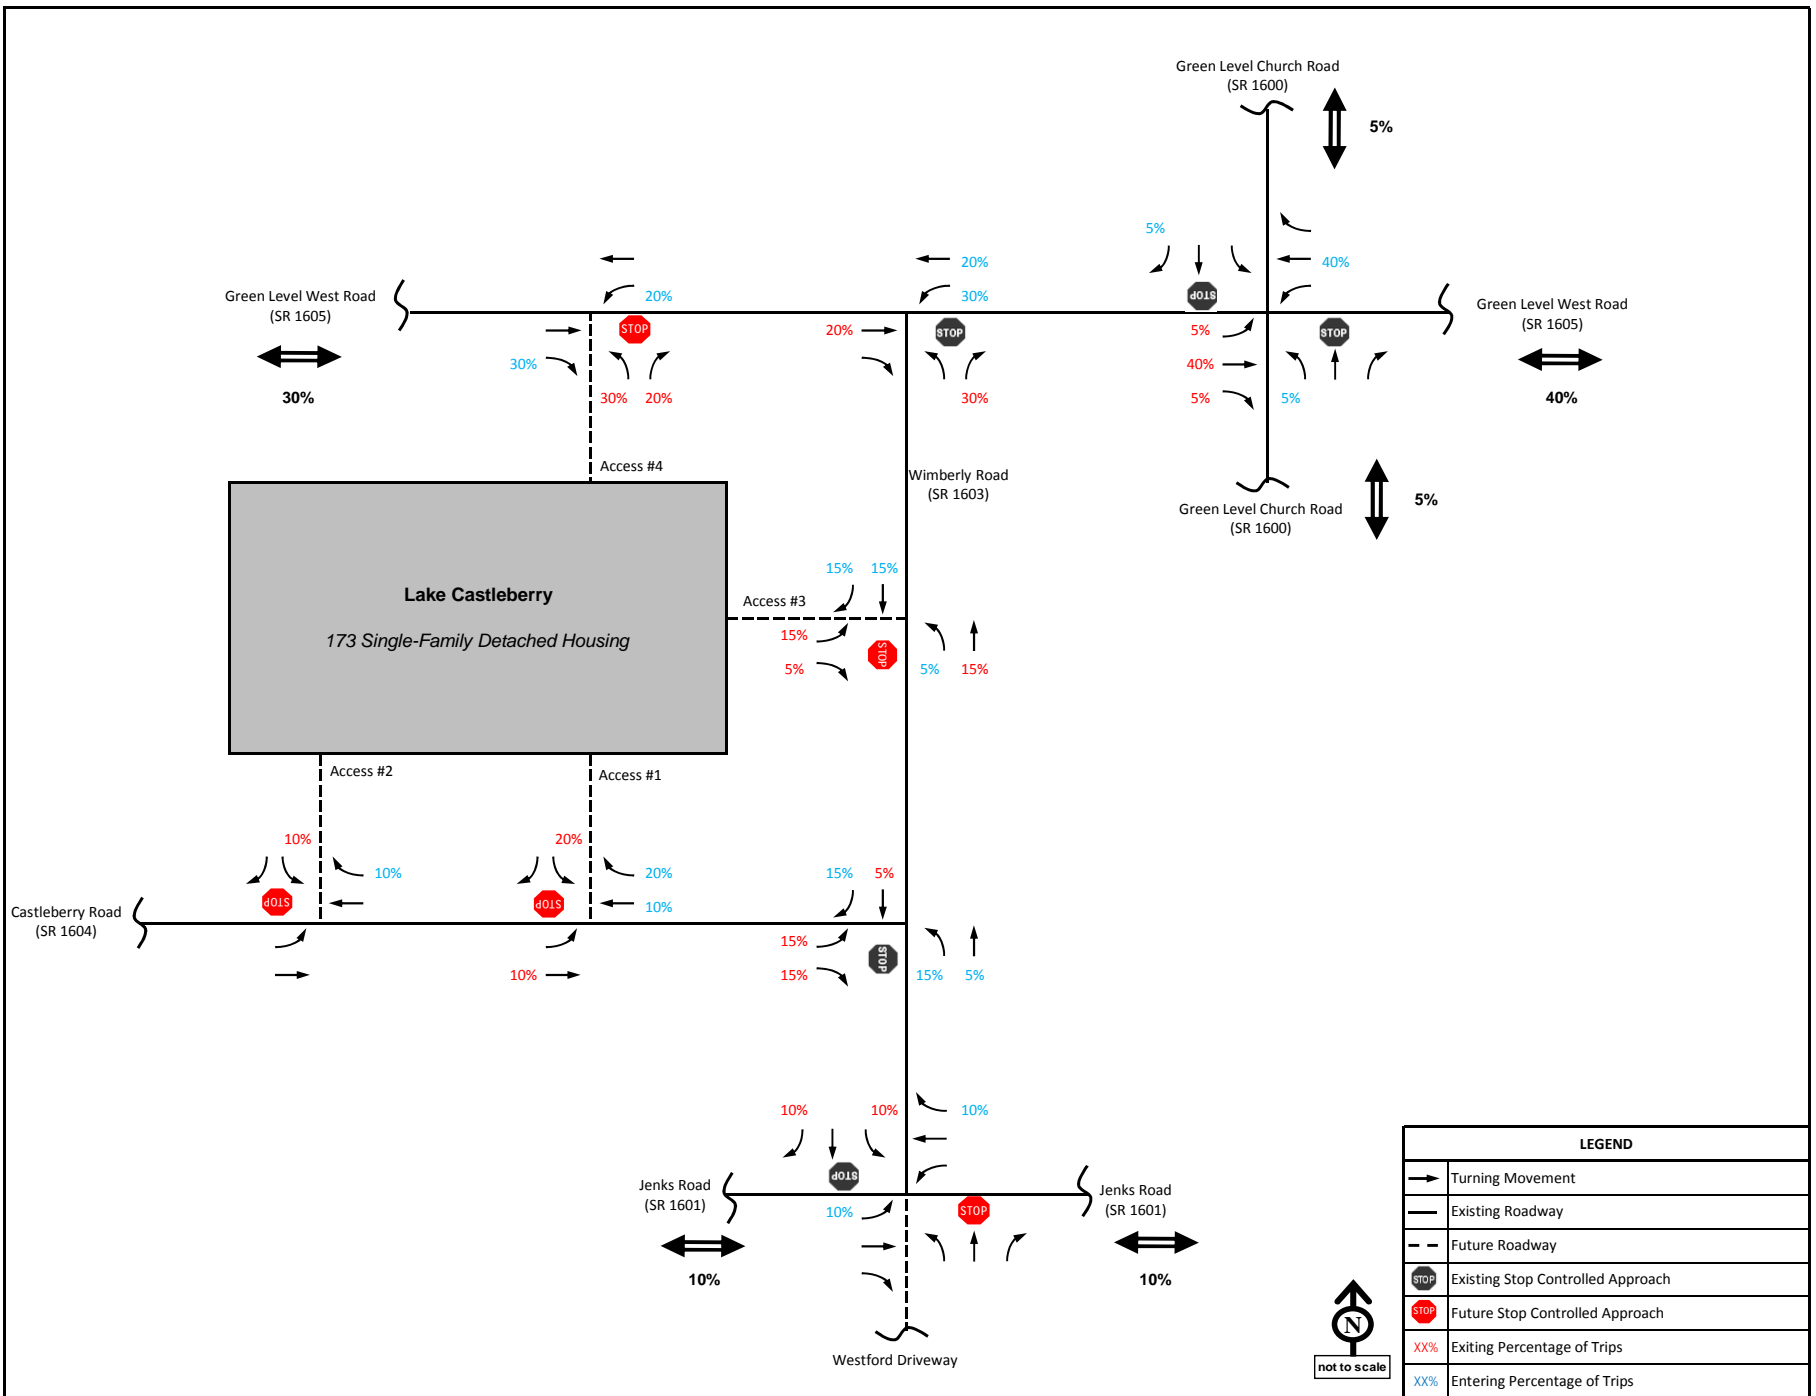 Green Level Church Road
(SR 1600)
5%
5%
20%
40%
Green Level West Road
(SR 1605)
20%
30%
STOP
Green Level West Road
(SR 1605)
STOP
20%
STOP
5%
STOP
30%
40%
30%
30%
20%
30%
5%
5%
40%
Access #4
Wimberly Road
(SR 1603)
5%
Green Level Church Road
(SR 1600)
15%
15%
Lake Castleberry
Access #3
173 Single-Family Detached Housing
15%
STOP
5%
5%
15%
Access #2
Access #1
10%
20%
10%
20%
15%
5%
STOP
STOP
10%
Castleberry Road
(SR 1604)
15%
STOP
10%
15%
15%
5%
10%
10%
10%
STOP
Jenks Road
(SR 1601)
Jenks Road
(SR 1601)
10%
STOP
10%
10%
Westford Driveway
N
not to scale
LEGEND
Turning Movement
Existing Roadway
Future Roadway
STOP Existing Stop Controlled Approach
STOP Future Stop Controlled Approach
XX% Exiting Percentage of Trips
XX% Entering Percentage of Trips